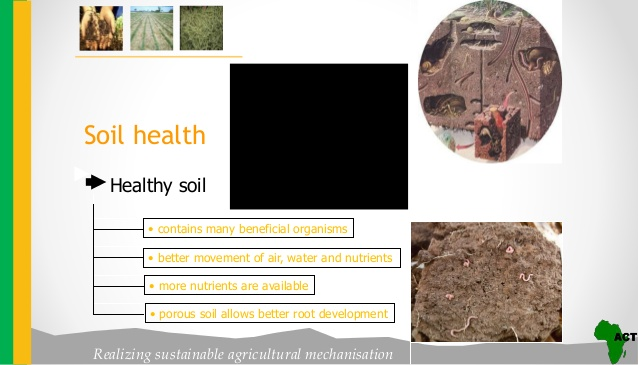 Soil health
Healthy soil
• contains many beneficial organisms
• better movement of air, water and nutrients
• more nutrients are available
• porous soil allows better root development
Realizing sustainable agricultural mechanisation
ACT